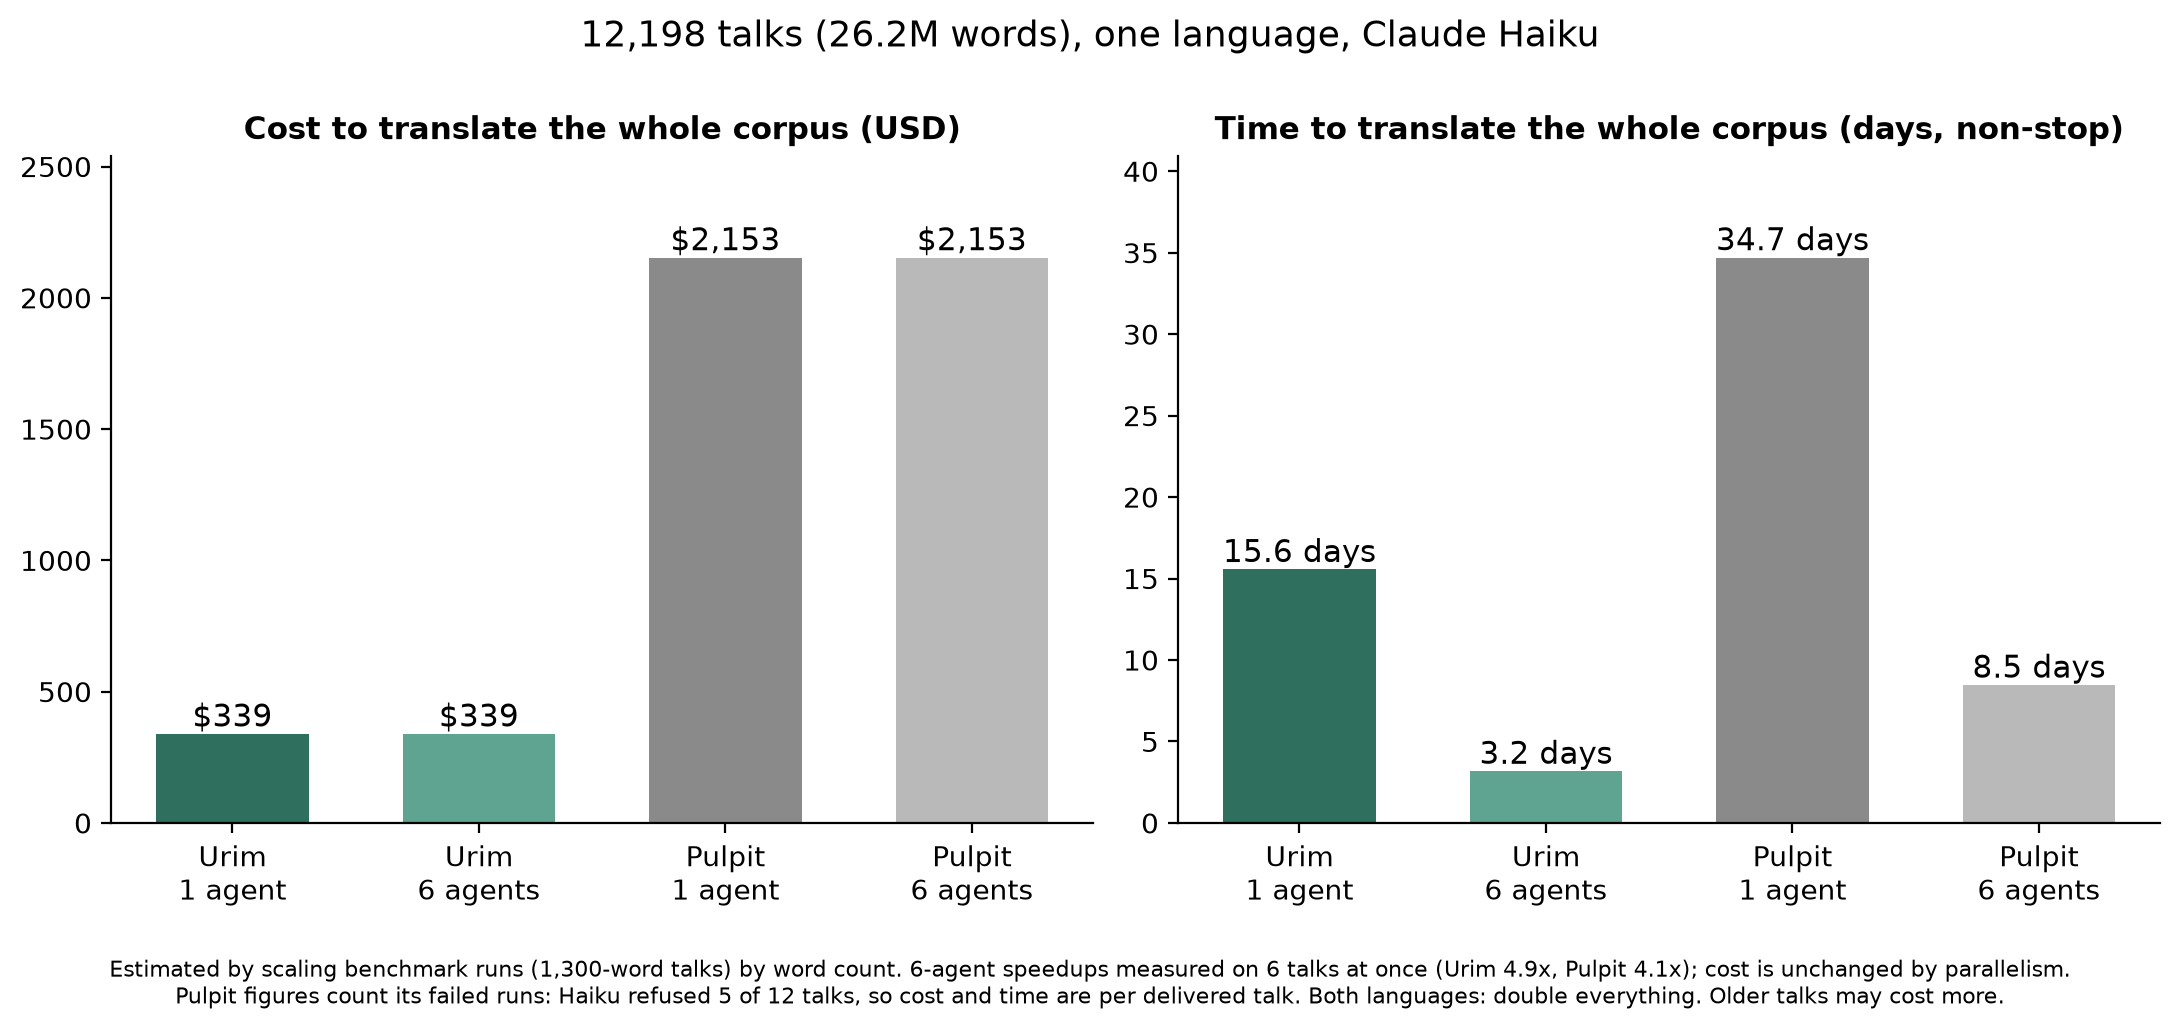 12,198 talks (26.2M words), one language, Claude Haiku
Cost to translate the whole corpus (USD)
2500
2000
1500
1000
500
0
$339
$339
$2,153
$2,153
Urim
1 agent
Urim
6 agents
Pulpit
1 agent
Pulpit
6 agents
Time to translate the whole corpus (days, non-stop)
40
35
30
25
20
15
10
5
0
15.6 days
3.2 days
34.7 days
8.5 days
Urim
1 agent
Urim
6 agents
Pulpit
1 agent
Pulpit
6 agents
Estimated by scaling benchmark runs (1,300-word talks) by word count. 6-agent speedups measured on 6 talks at once (Urim 4.9x, Pulpit 4.1x); cost is unchanged by parallelism.
Pulpit figures count its failed runs: Haiku refused 5 of 12 talks, so cost and time are per delivered talk. Both languages: double everything. Older talks may cost more.